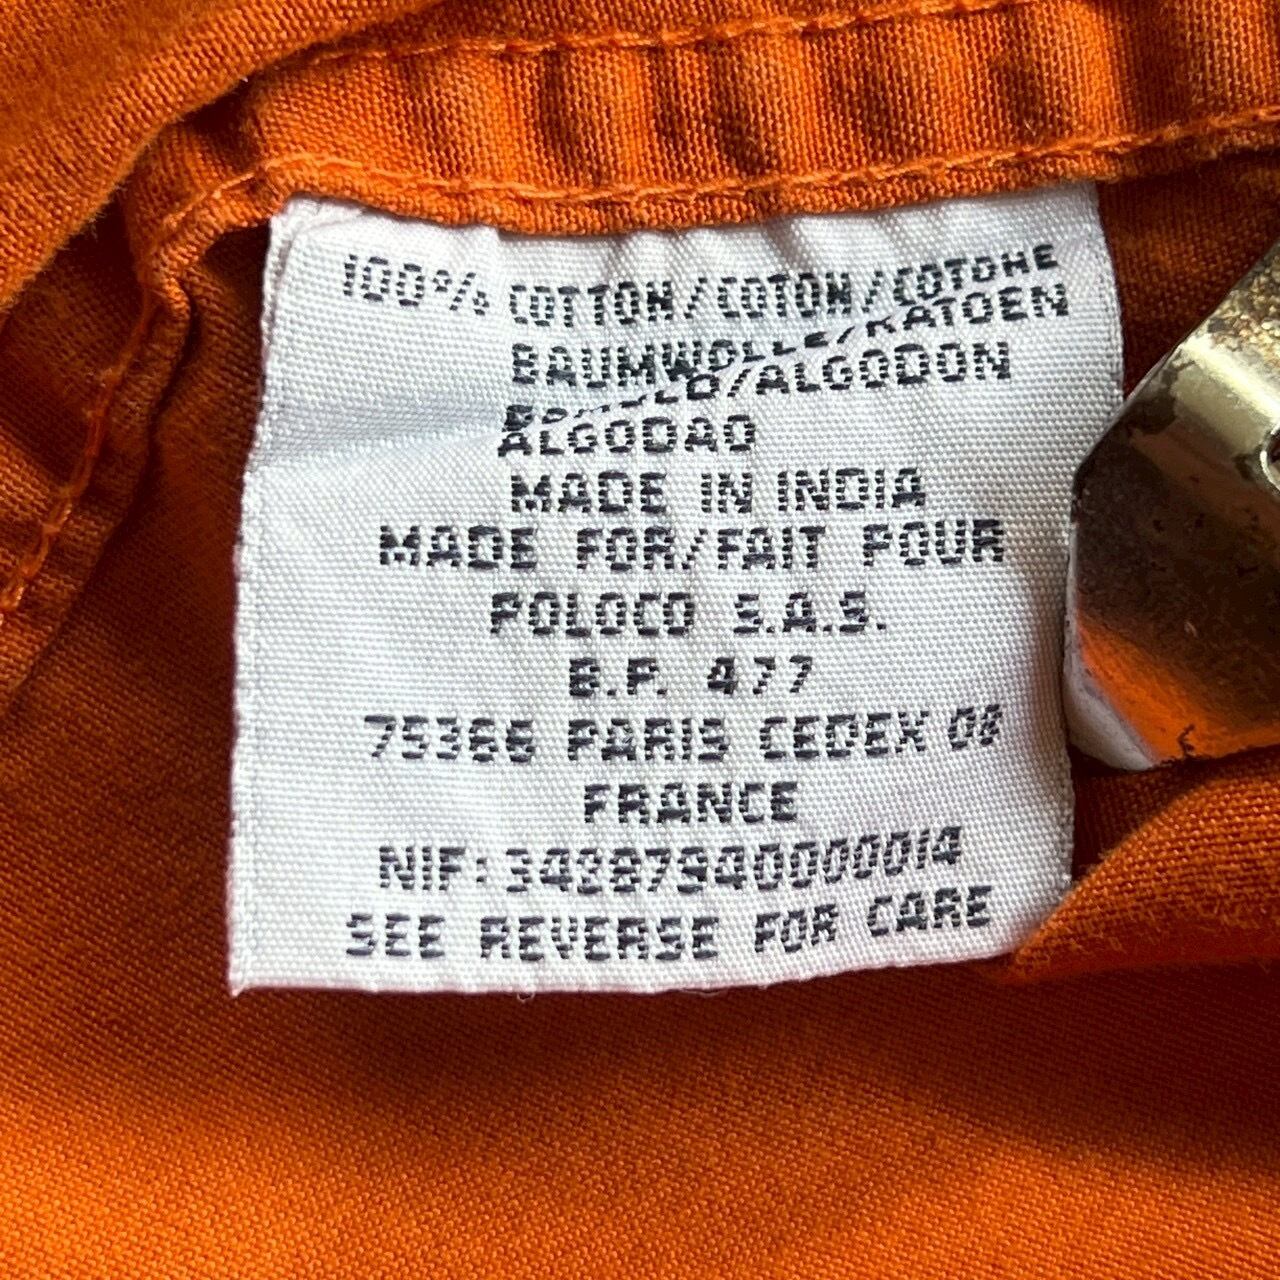 100% COTTON/COTON/COTONE
BAUMWOLLE/KATOEN
BOMULD/ALGODON
ALGODAO
MADE IN INDIA
MADE FOR/FAIT POUR
POLOCO S.A.S.
B.P. 477
75366 PARIS CEDEX 08
FRANCE
NIF: 34287940000014
SEE REVERSE FOR CARE